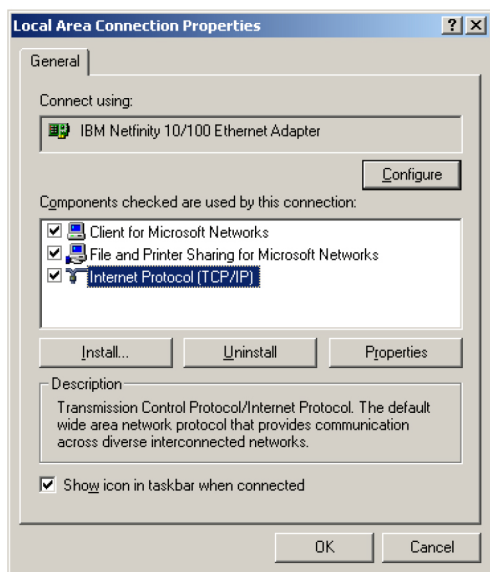 Local Area Connection Properties
General
Connect using:
IBM Netfinity 10/100 Ethernet Adapter
Configure
Components checked are used by this connection:
Client for Microsoft Networks
File and Printer Sharing for Microsoft Networks
Internet Protocol (TCP/IP)
Install... Uninstall Properties
Description
Transmission Control Protocol/Internet Protocol. The default
wide area network protocol that provides communication
across diverse interconnected networks.
Show icon in taskbar when connected
OK Cancel